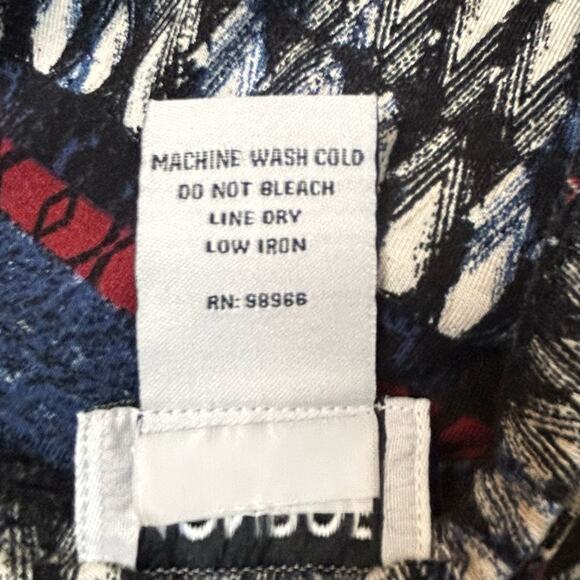 MACHINE WASH COLD
DO NOT BLEACH
LINE DRY
LOW IRON
RN: 98966